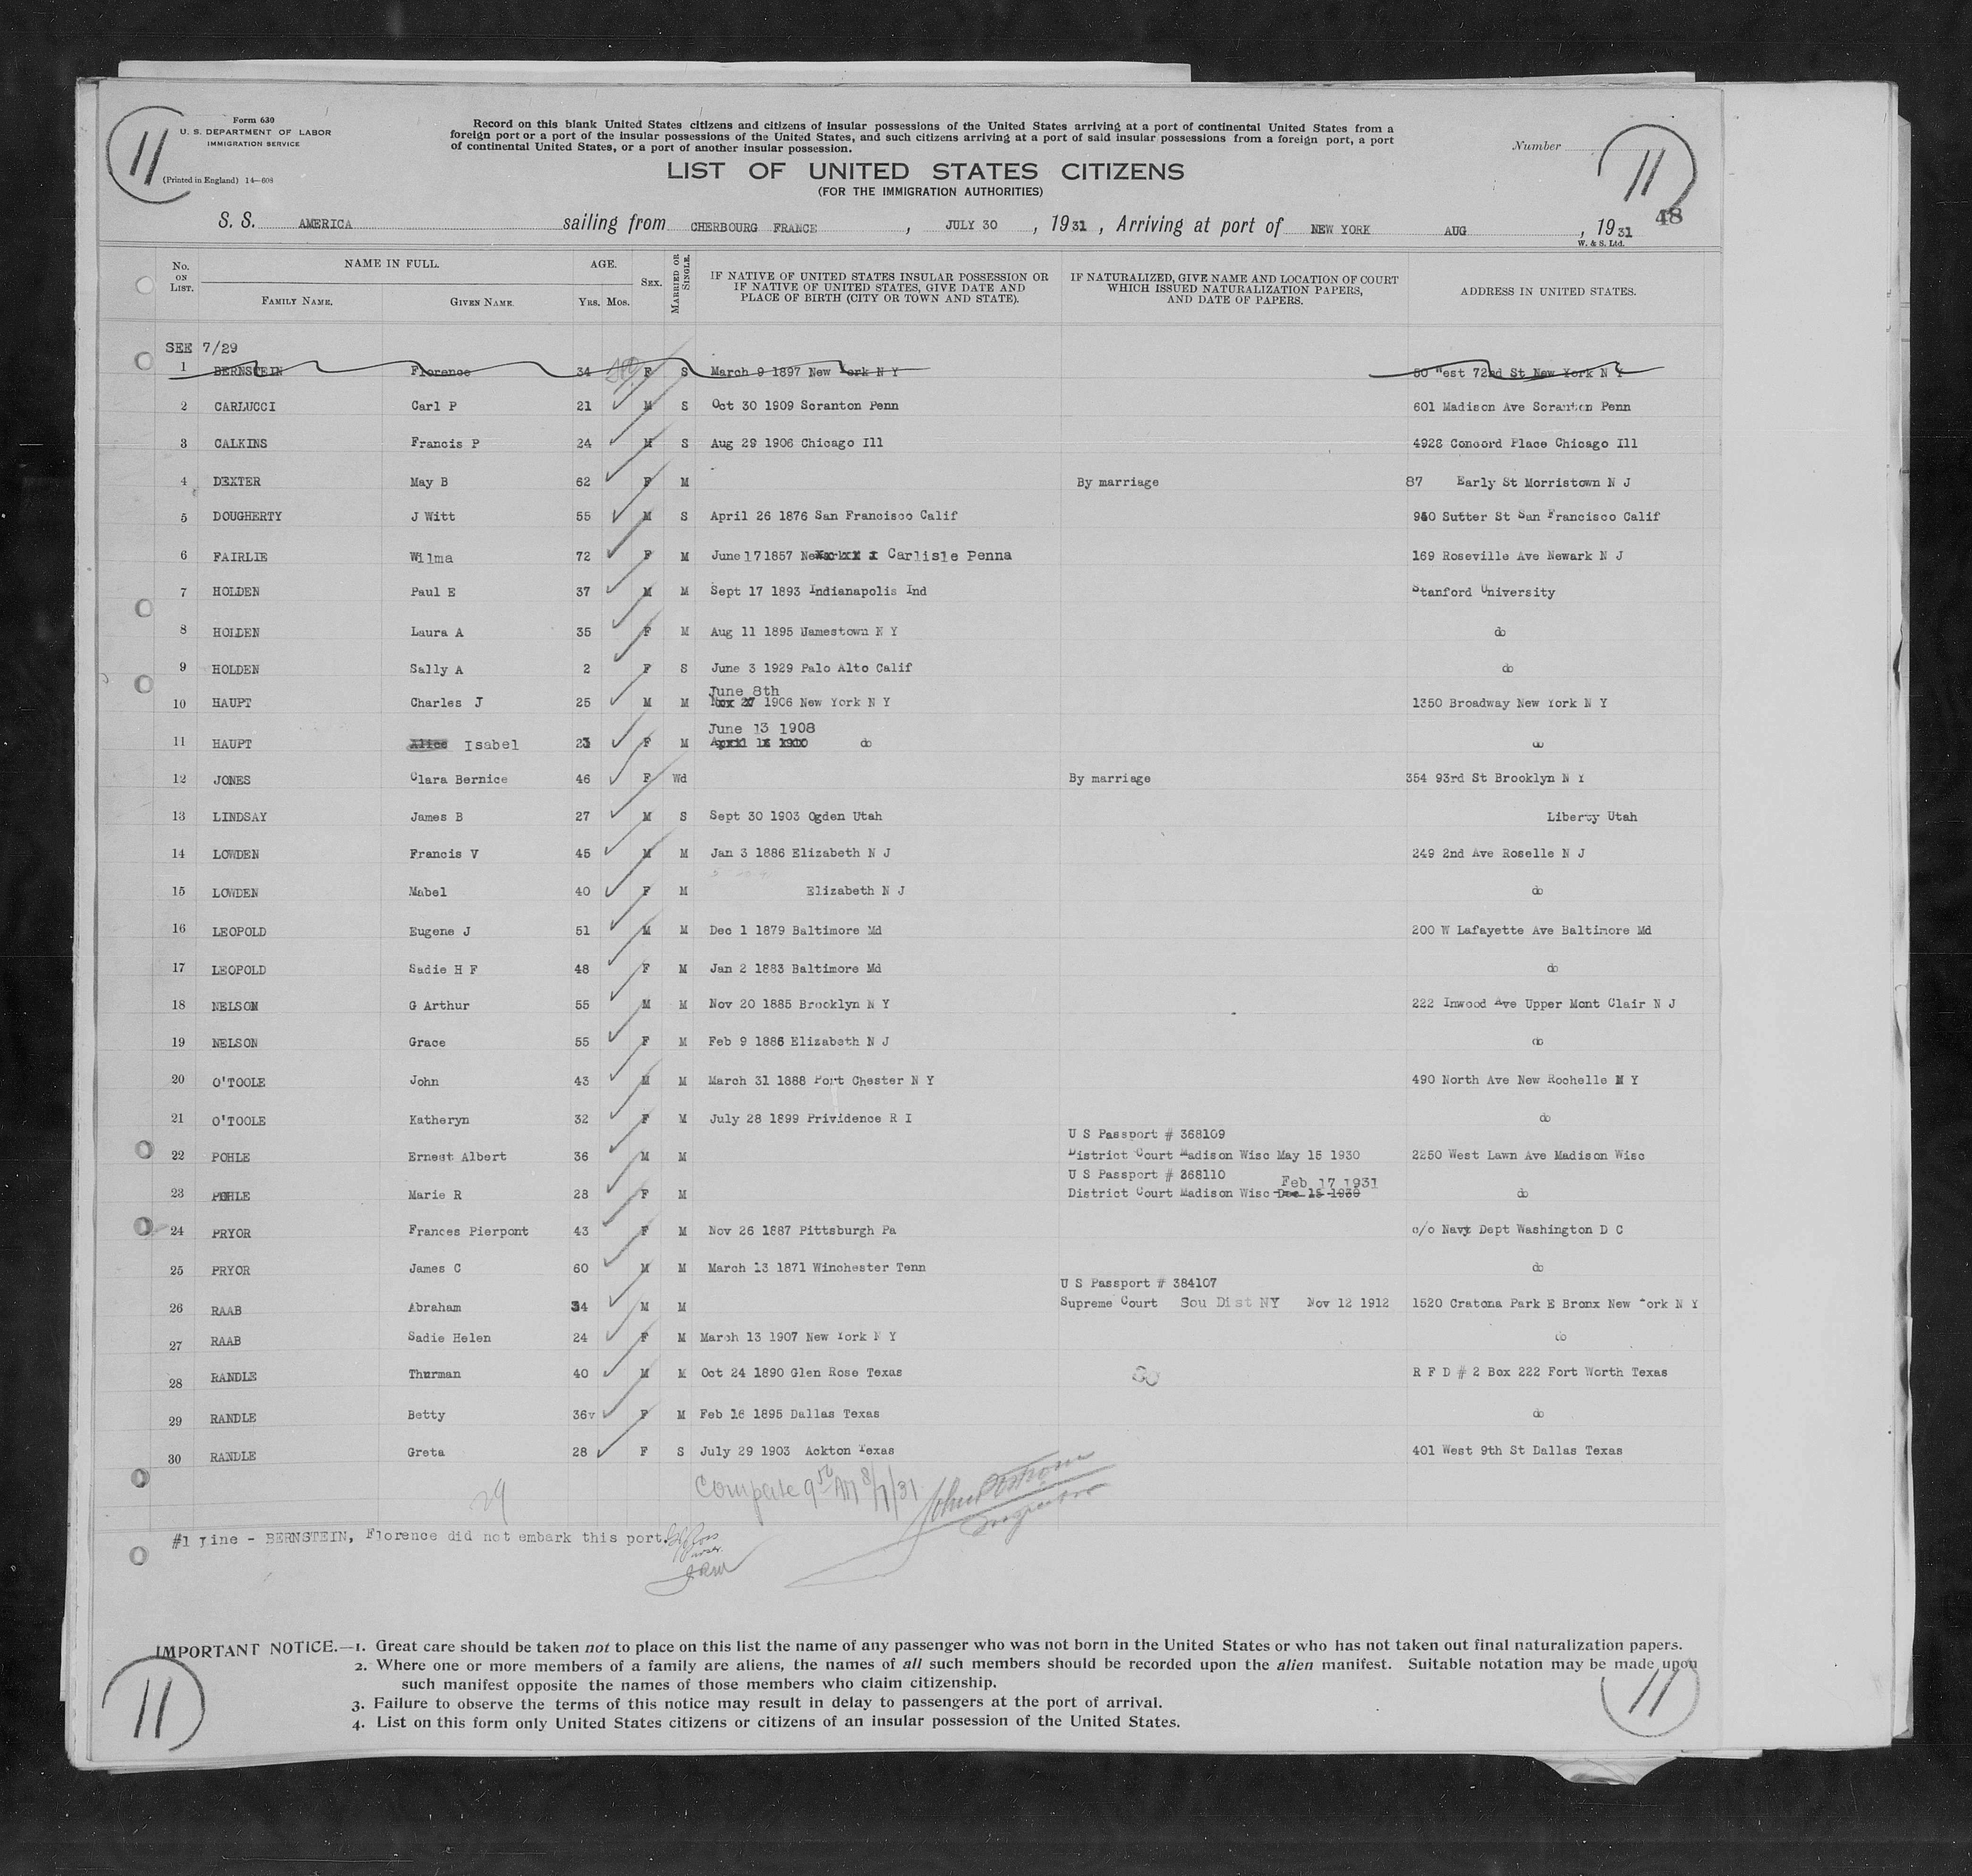 11
Form 630
U. S. DEPARTMENT OF LABOR
IMMIGRATION SERVICE
(Printed in England) 14—608
Record on this blank United States citizens and citizens of insular possessions of the United States arriving at a port of continental United States from a
foreign port or a port of the insular possessions of the United States, and such citizens arriving at a port of said insular possessions from a foreign port, a port
of continental United States, or a port of another insular possession.
Number
11
LIST OF UNITED STATES CITIZENS
(FOR THE IMMIGRATION AUTHORITIES)
48
S. S. AMERICA sailing from CHERBOURG FRANCE, JULY 30, 1931, Arriving at port of NEW YORK AUG, 1931
W. & S. Ltd.
No. ON LIST. NAME IN FULL. FAMILY NAME. GIVEN NAME. AGE. YRS. MOS. SEX. MARRIED OR SINGLE. IF NATIVE OF UNITED STATES INSULAR POSSESSION OR IF NATIVE OF UNITED STATES, GIVE DATE AND PLACE OF BIRTH (CITY OR TOWN AND STATE). IF NATURALIZED, GIVE NAME AND LOCATION OF COURT WHICH ISSUED NATURALIZATION PAPERS, AND DATE OF PAPERS. ADDRESS IN UNITED STATES.
SEE 7/29
1 BERNSTEIN Florence 34 F S March 9 1897 New York N Y 50 West 72nd St New York N Y
2 CARLUCCI Carl P 21 M S Oct 30 1909 Scranton Penn 601 Madison Ave Scranton Penn
3 CALKINS Francis P 24 M S Aug 29 1906 Chicago Ill 4928 Concord Place Chicago Ill
4 DEXTER May B 62 F M By marriage 87 Early St Morristown N J
5 DOUGHERTY J Witt 55 M S April 26 1876 San Francisco Calif 940 Sutter St San Francisco Calif
6 FAIRLIE Wilma 72 F M June 17 1857 Carlisle Penna 169 Roseville Ave Newark N J
7 HOLDEN Paul E 37 M M Sept 17 1893 Indianapolis Ind Stanford University
8 HOLDEN Laura A 35 F M Aug 11 1895 Jamestown N Y do
9 HOLDEN Sally A 2 F S June 3 1929 Palo Alto Calif do
June 8th
10 HAUPT Charles J 25 M M 1906 New York N Y 1350 Broadway New York N Y
June 13 1908
11 HAUPT Alice Isabel 23 F M April 1910 do do
12 JONES Clara Bernice 46 F Wd By marriage 354 93rd St Brooklyn N Y
13 LINDSAY James B 27 M S Sept 30 1903 Ogden Utah Liberty Utah
14 LOWDEN Francis V 45 M M Jan 3 1886 Elizabeth N J 249 2nd Ave Roselle N J
15 LOWDEN Mabel 40 F M Elizabeth N J do
16 LEOPOLD Eugene J 51 M M Dec 1 1879 Baltimore Md 200 W Lafayette Ave Baltimore Md
17 LEOPOLD Sadie H F 48 F M Jan 2 1883 Baltimore Md do
18 NELSON G Arthur 55 M M Nov 20 1885 Brooklyn N Y 222 Inwood Ave Upper Mont Clair N J
19 NELSON Grace 55 F M Feb 9 1886 Elizabeth N J do
20 O'TOOLE John 43 M M March 31 1888 Port Chester N Y 490 North Ave New Rochelle N Y
21 O'TOOLE Katheryn 32 F M July 28 1899 Prividence R I do
U S Passport # 368109
22 POHLE Ernest Albert 36 M M District Court Madison Wisc May 15 1930 2250 West Lawn Ave Madison Wisc
U S Passport # 368110 Feb 17 1931
23 POHLE Marie R 28 F M District Court Madison Wisc Dec 15 1930 do
24 PRYOR Frances Pierpont 43 F M Nov 26 1887 Pittsburgh Pa c/o Navy Dept Washington D C
25 PRYOR James C 60 M M March 13 1871 Winchester Tenn do
U S Passport # 384107
26 RAAB Abraham 34 M M Supreme Court Sou Dist NY Nov 12 1912 1520 Cratona Park E Bronx New York N Y
27 RAAB Sadie Helen 24 F M March 13 1907 New York N Y do
28 RANDLE Thurman 40 M M Oct 24 1890 Glen Rose Texas R F D # 2 Box 222 Fort Worth Texas
29 RANDLE Betty 36v F M Feb 16 1895 Dallas Texas do
30 RANDLE Greta 28 F S July 29 1903 Ackton Texas 401 West 9th St Dallas Texas
29
Complete 9 50 AM 8/7/31
Inspector
#1 Line - BERNSTEIN, Florence did not embark this port.
IMPORTANT NOTICE.—1. Great care should be taken not to place on this list the name of any passenger who was not born in the United States or who has not taken out final naturalization papers.
2. Where one or more members of a family are aliens, the names of all such members should be recorded upon the alien manifest. Suitable notation may be made upon
such manifest opposite the names of those members who claim citizenship.
3. Failure to observe the terms of this notice may result in delay to passengers at the port of arrival.
4. List on this form only United States citizens or citizens of an insular possession of the United States.
11
11